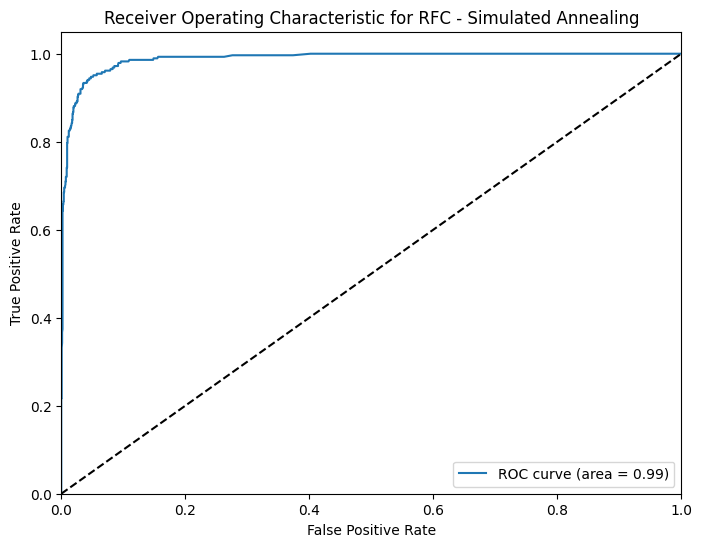 Receiver Operating Characteristic for RFC - Simulated Annealing
1.0
0.8
0.6
0.4
0.2
0.0
True Positive Rate
ROC curve (area = 0.99)
0.0 0.2 0.4 0.6 0.8 1.0
False Positive Rate